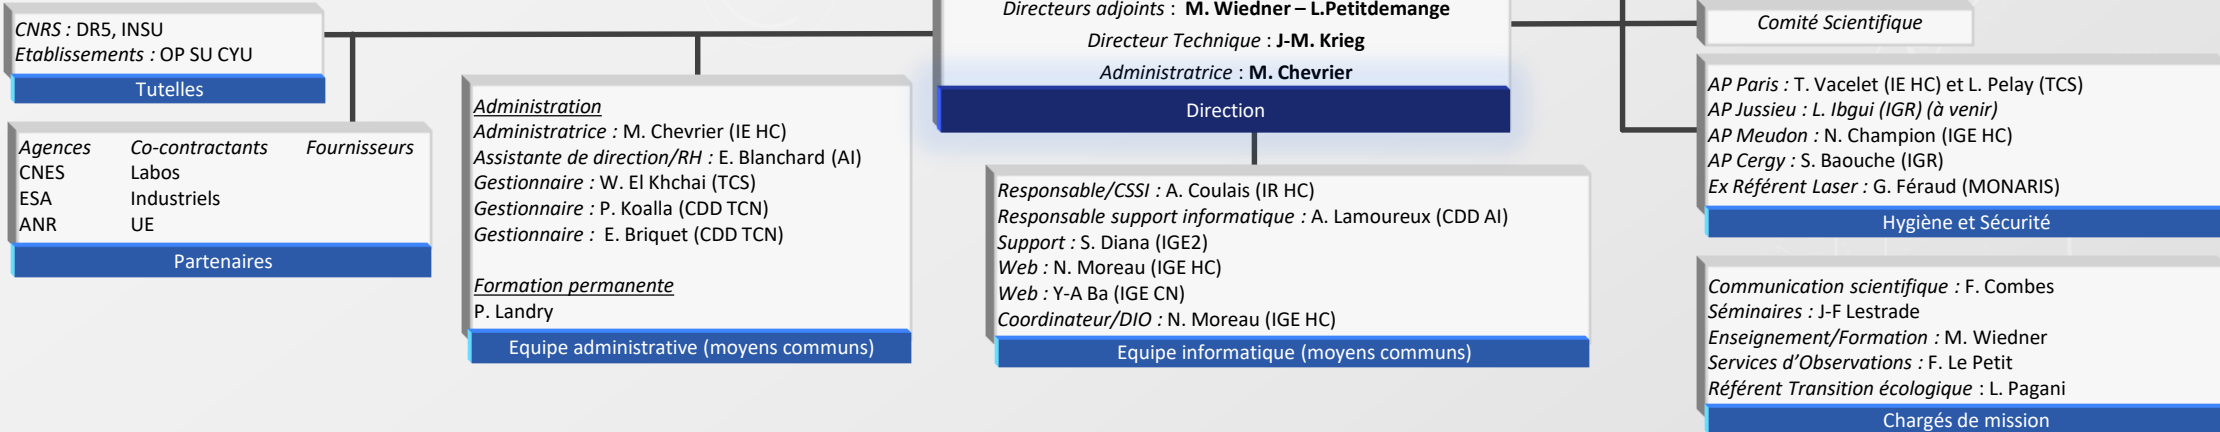 CNRS : DR5, INSU
Etablissements : OP SU CYU
Tutelles
Agences Co-contractants Fournisseurs
CNES Labos
ESA Industriels
ANR UE
Partenaires
Administration
Administratrice : M. Chevrier (IE HC)
Assistante de direction/RH : E. Blanchard (AI)
Gestionnaire : W. El Khchai (TCS)
Gestionnaire : P. Koalla (CDD TCN)
Gestionnaire : E. Briquet (CDD TCN)
Formation permanente
P. Landry
Equipe administrative (moyens communs)
Directeurs adjoints : M. Wiedner – L.Petitdemange
Directeur Technique : J-M. Krieg
Administratrice : M. Chevrier
Direction
Responsable/CSSI : A. Coulais (IR HC)
Responsable support informatique : A. Lamoureux (CDD AI)
Support : S. Diana (IGE2)
Web : N. Moreau (IGE HC)
Web : Y-A Ba (IGE CN)
Coordinateur/DIO : N. Moreau (IGE HC)
Equipe informatique (moyens communs)
Comité Scientifique
AP Paris : T. Vacelet (IE HC) et L. Pelay (TCS)
AP Jussieu : L. Ibgui (IGR) (à venir)
AP Meudon : N. Champion (IGE HC)
AP Cergy : S. Baouche (IGR)
Ex Référent Laser : G. Féraud (MONARIS)
Hygiène et Sécurité
Communication scientifique : F. Combes
Séminaires : J-F Lestrade
Enseignement/Formation : M. Wiedner
Services d’Observations : F. Le Petit
Référent Transition écologique : L. Pagani
Chargés de mission